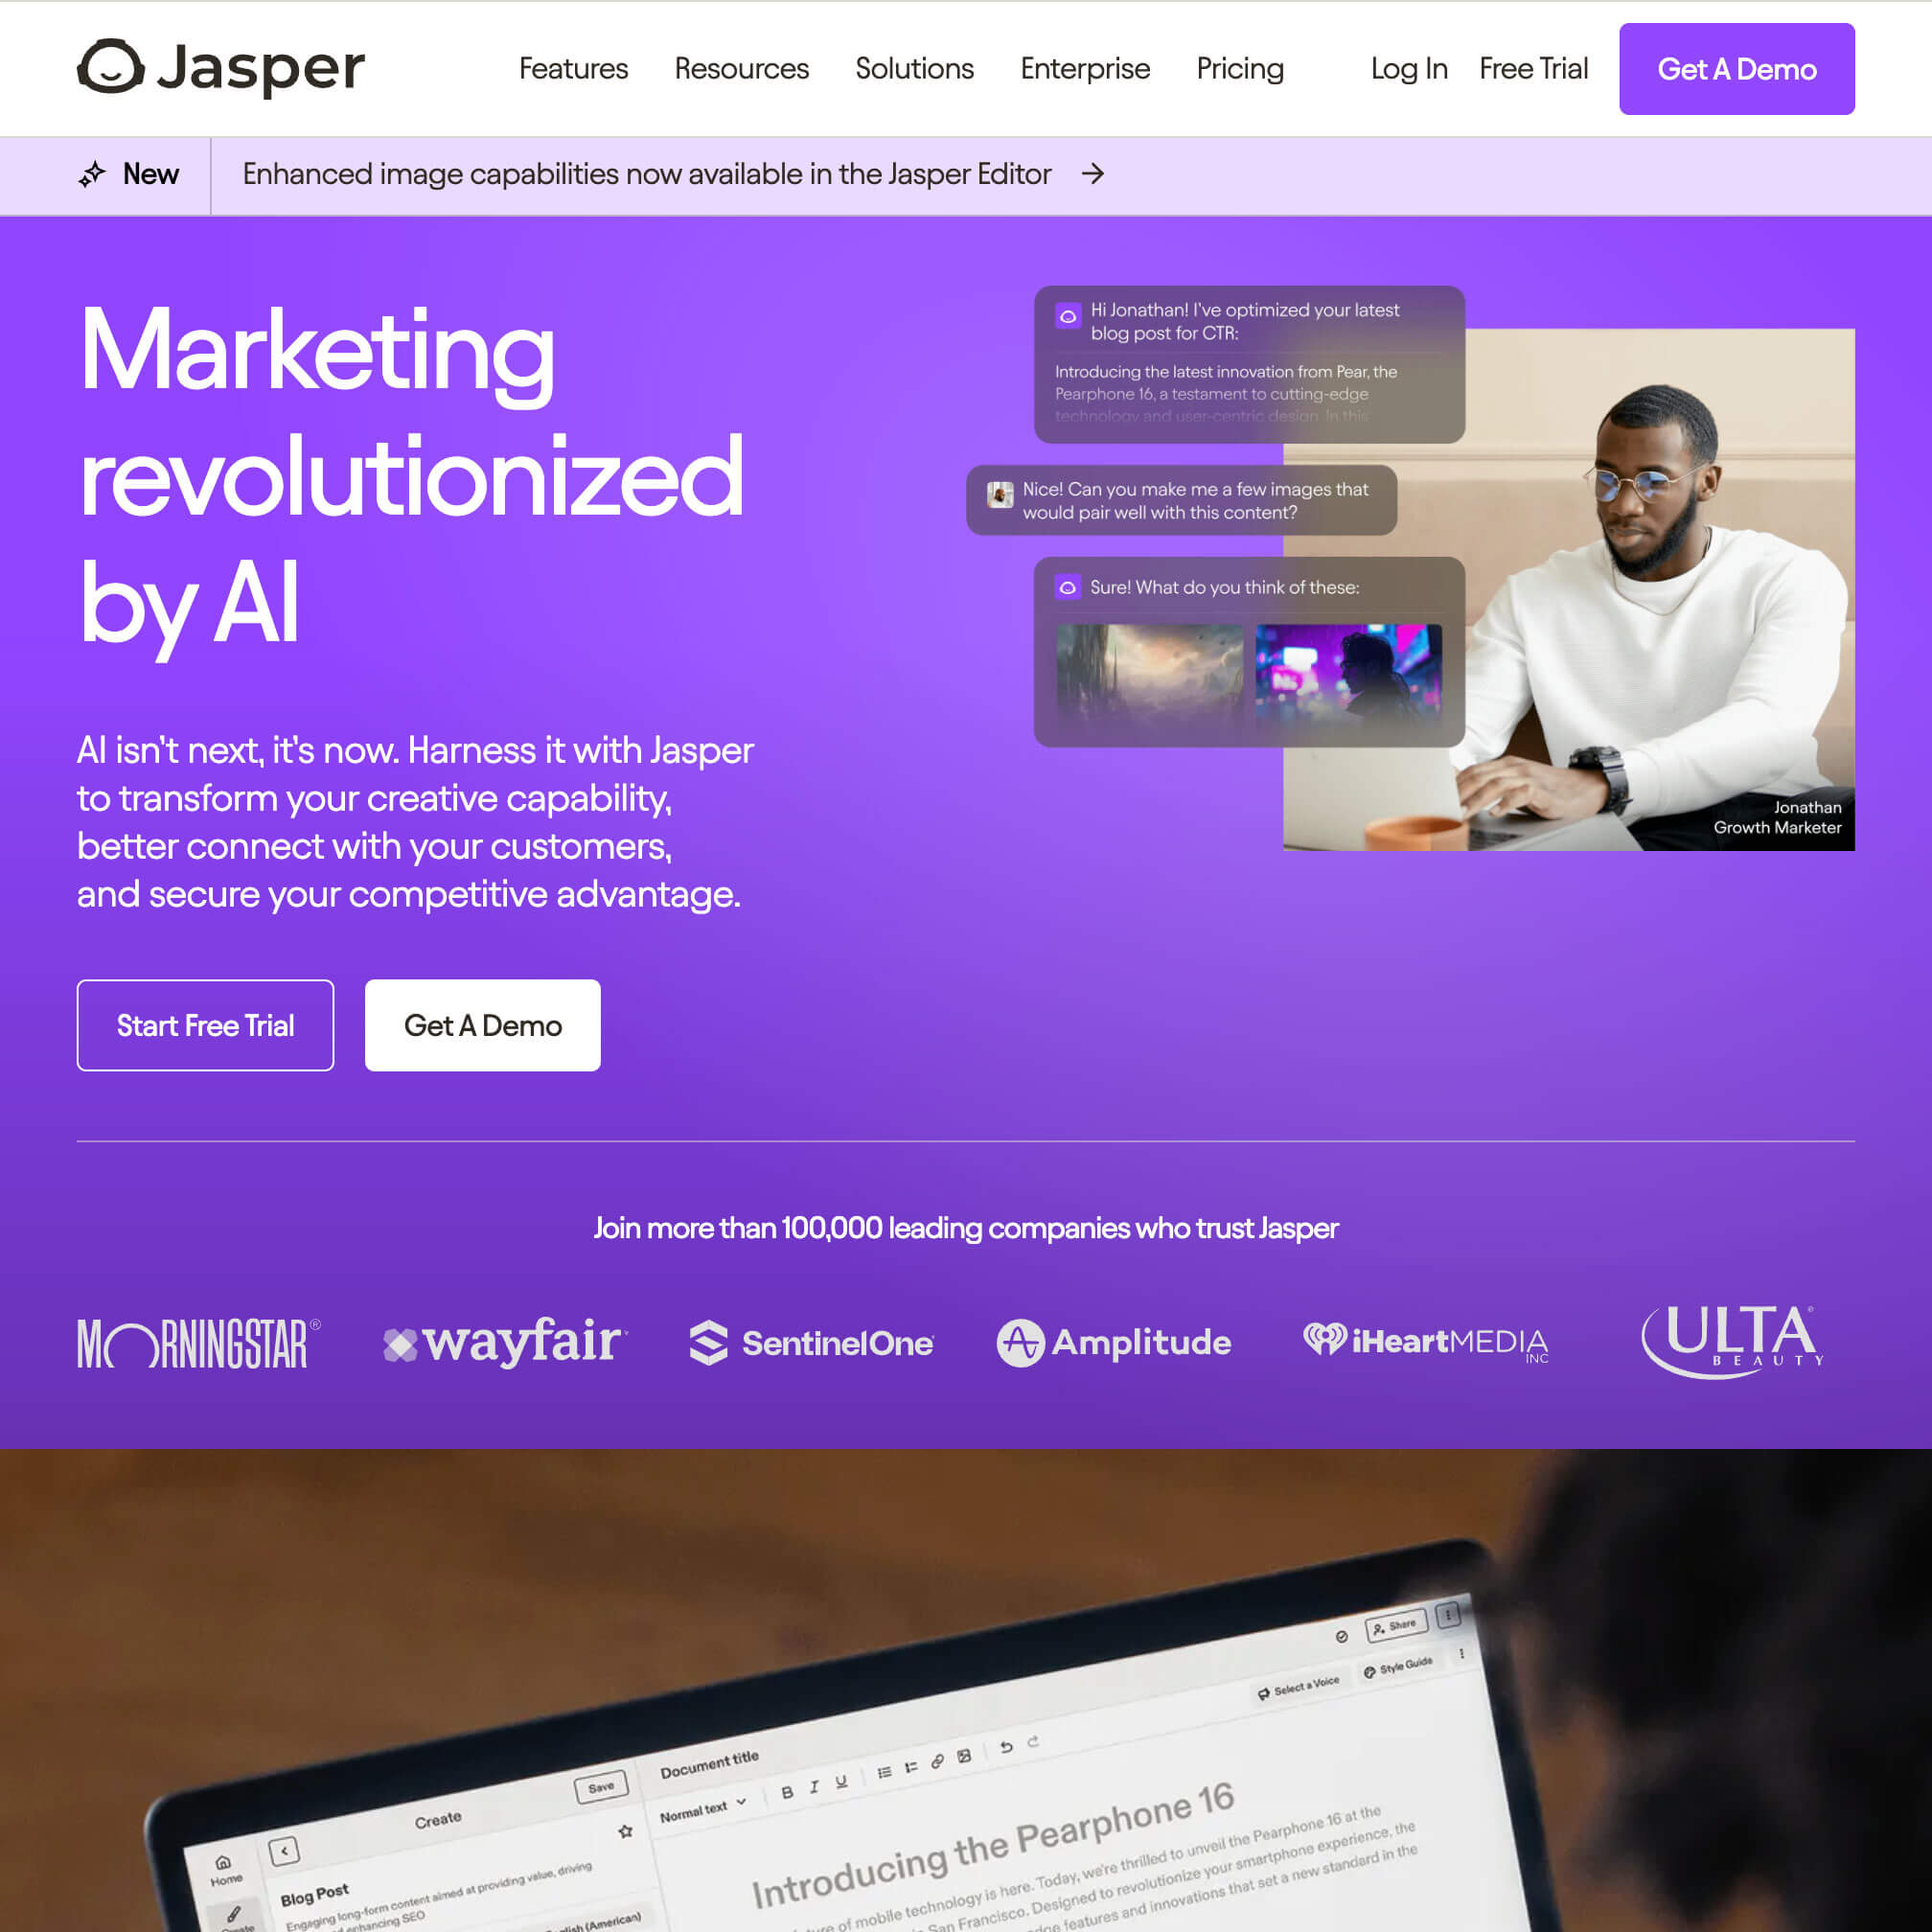 Jasper
Features Resources Solutions Enterprise Pricing Log In Free Trial Get A Demo
New Enhanced image capabilities now available in the Jasper Editor →
Marketing
revolutionized
by AI
AI isn't next, it's now. Harness it with Jasper
to transform your creative capability,
better connect with your customers,
and secure your competitive advantage.
Start Free Trial Get A Demo
Hi Jonathan! I've optimized your latest
blog post for CTR:
Introducing the latest innovation from Pear, the
Pearphone 16, a testament to cutting-edge
technology and user-centric design. In this
Nice! Can you make me a few images that
would pair well with this content?
Sure! What do you think of these:
Jonathan
Growth Marketer
Join more than 100,000 leading companies who trust Jasper
MORNINGSTAR®
wayfair
SentinelOne
Amplitude
iHeartMEDIA
INC
ULTA
BEAUTY
Share
Select a Voice Style Guide
Save
Document title
Create
Normal text B I U
Home
Blog Post
Engaging long-form content aimed at providing value, driving
enhancing SEO
(American)
Introducing the Pearphone 16
of mobile technology is here. Today, we're thrilled to unveil the Pearphone 16 at the
San Francisco. Designed to revolutionize your smartphone experience, the
features and innovations that set a new standard in the